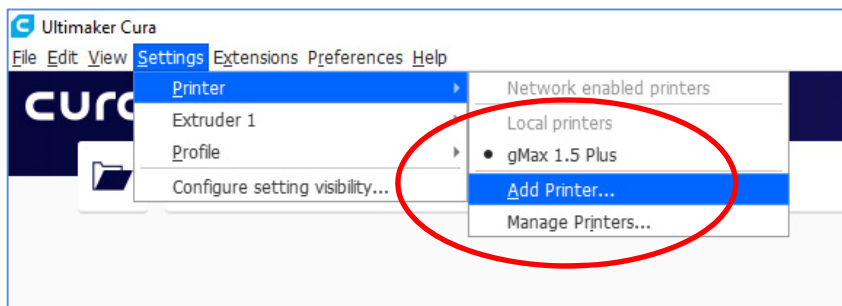 Ultimaker Cura
File Edit View Settings Extensions Preferences Help
cura
Printer
Extruder 1
Profile
Configure setting visibility...
Network enabled printers
Local printers
gMax 1.5 Plus
Add Printer...
Manage Printers...